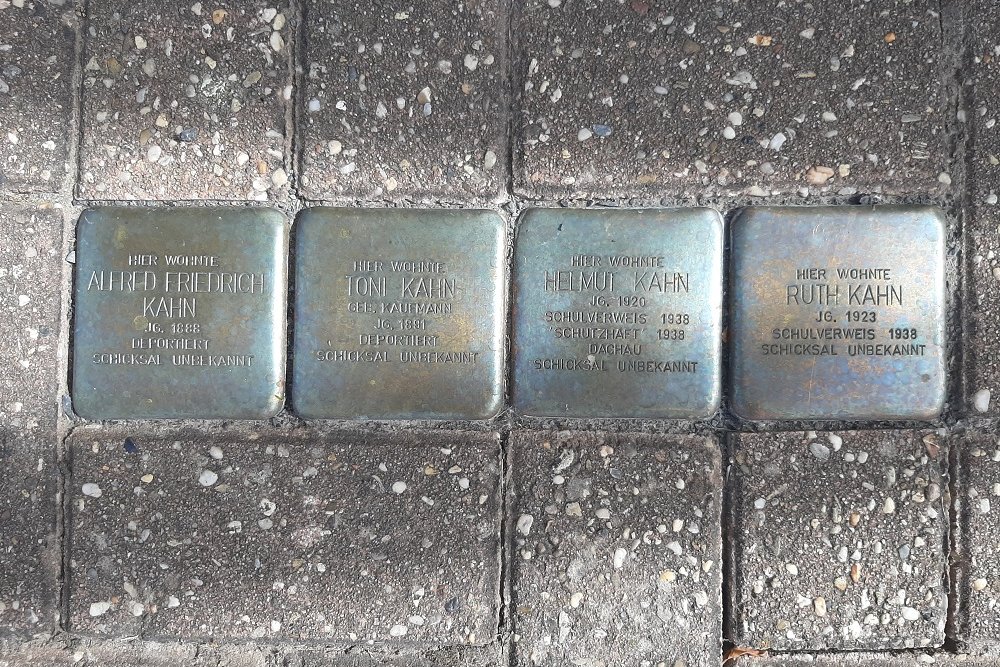 HIER WOHNTE
ALFRED FRIEDRICH
KAHN
JG. 1888
DEPORTIERT
SCHICKSAL UNBEKANNT
HIER WOHNTE
TONI KAHN
GEB. KAUFMANN
JG. 1891
DEPORTIERT
SCHICKSAL UNBEKANNT
HIER WOHNTE
HELMUT KAHN
JG. 1920
SCHULVERWEIS 1938
"SCHUTZHAFT" 1938
DACHAU
SCHICKSAL UNBEKANNT
HIER WOHNTE
RUTH KAHN
JG. 1923
SCHULVERWEIS 1938
SCHICKSAL UNBEKANNT